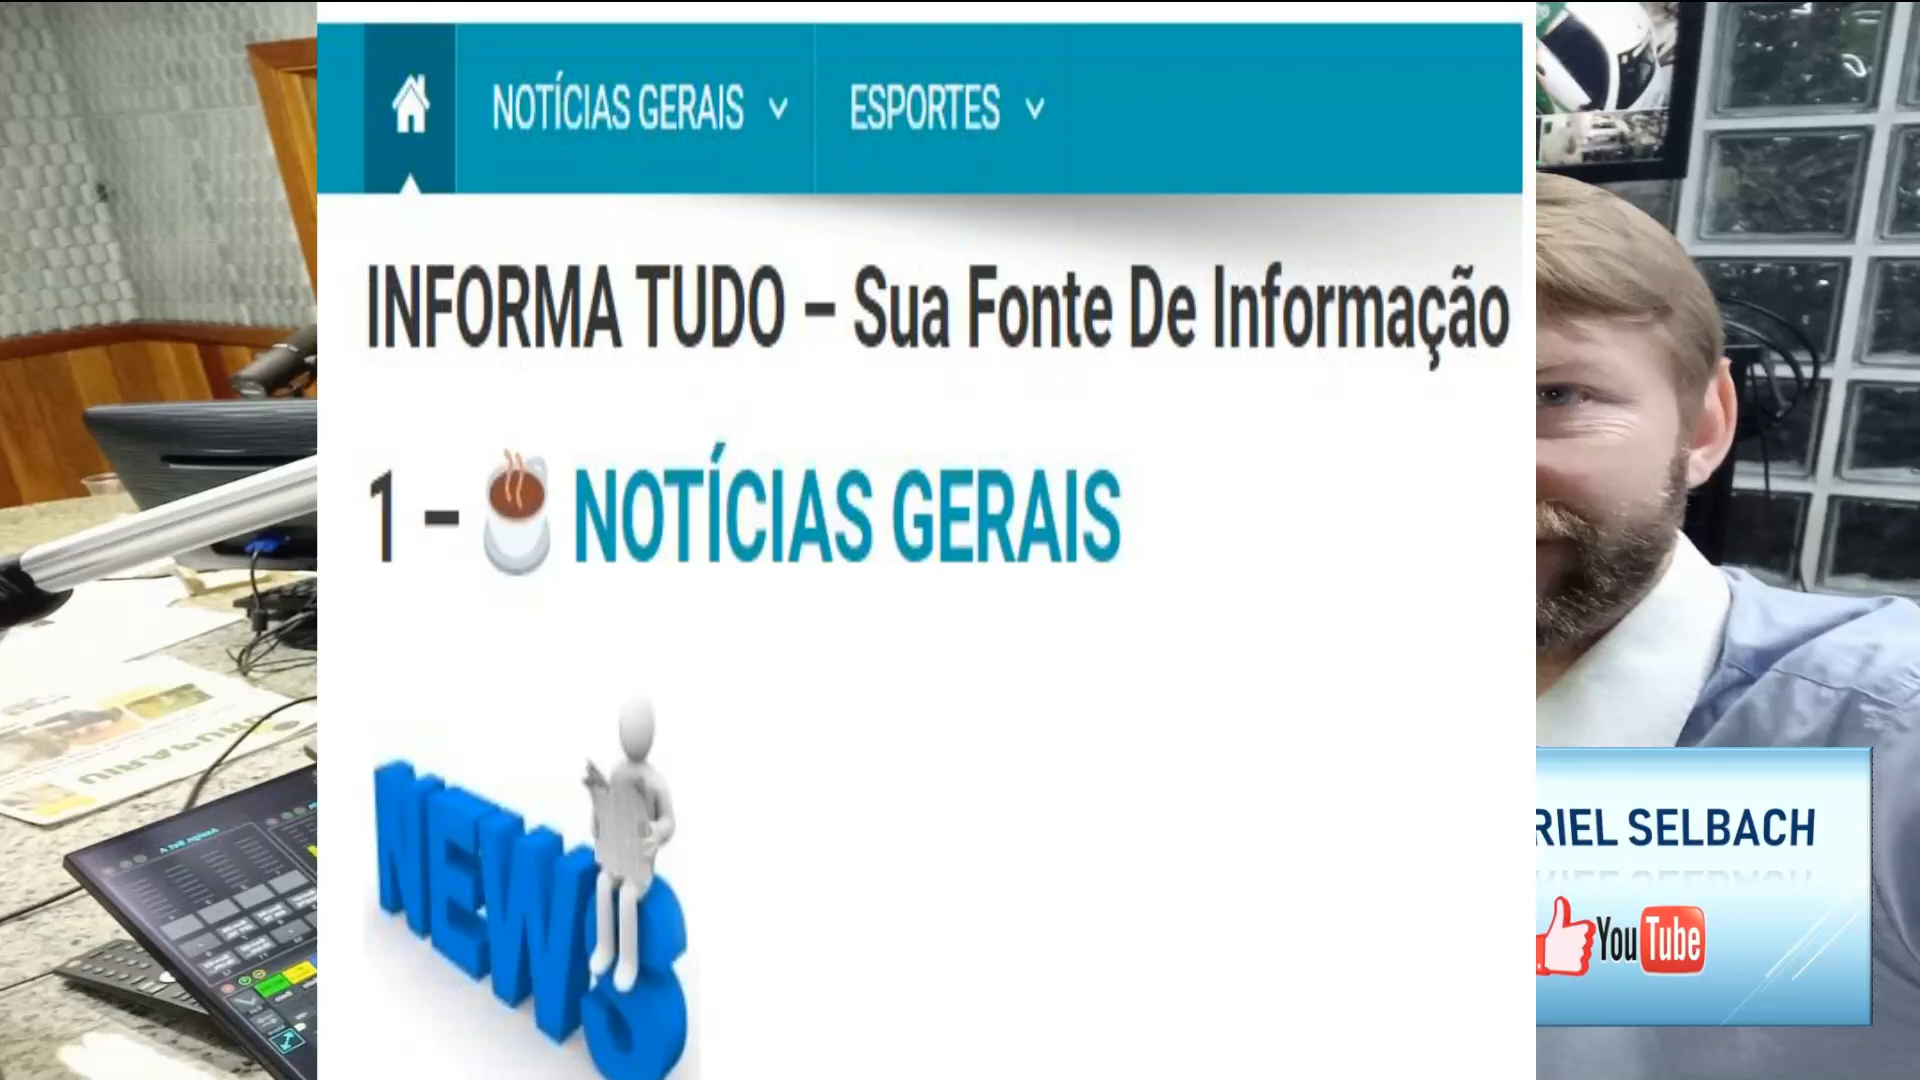 NOTÍCIAS GERAIS
ESPORTES
INFORMA TUDO – Sua Fonte De Informação
1 – NOTÍCIAS GERAIS
NEWS
RIEL SELBACH
YouTube